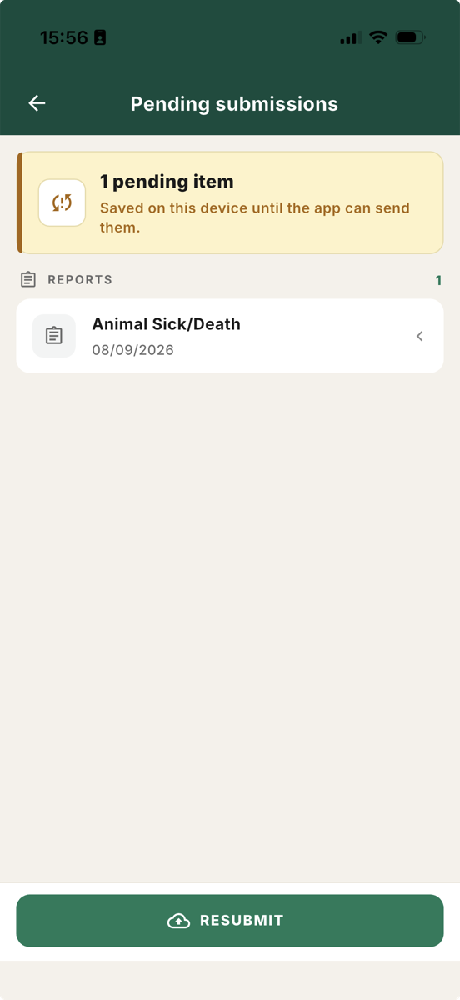 15:56
Pending submissions
1 pending item
Saved on this device until the app can send
them.
REPORTS
1
Animal Sick/Death
08/09/2026
RESUBMIT